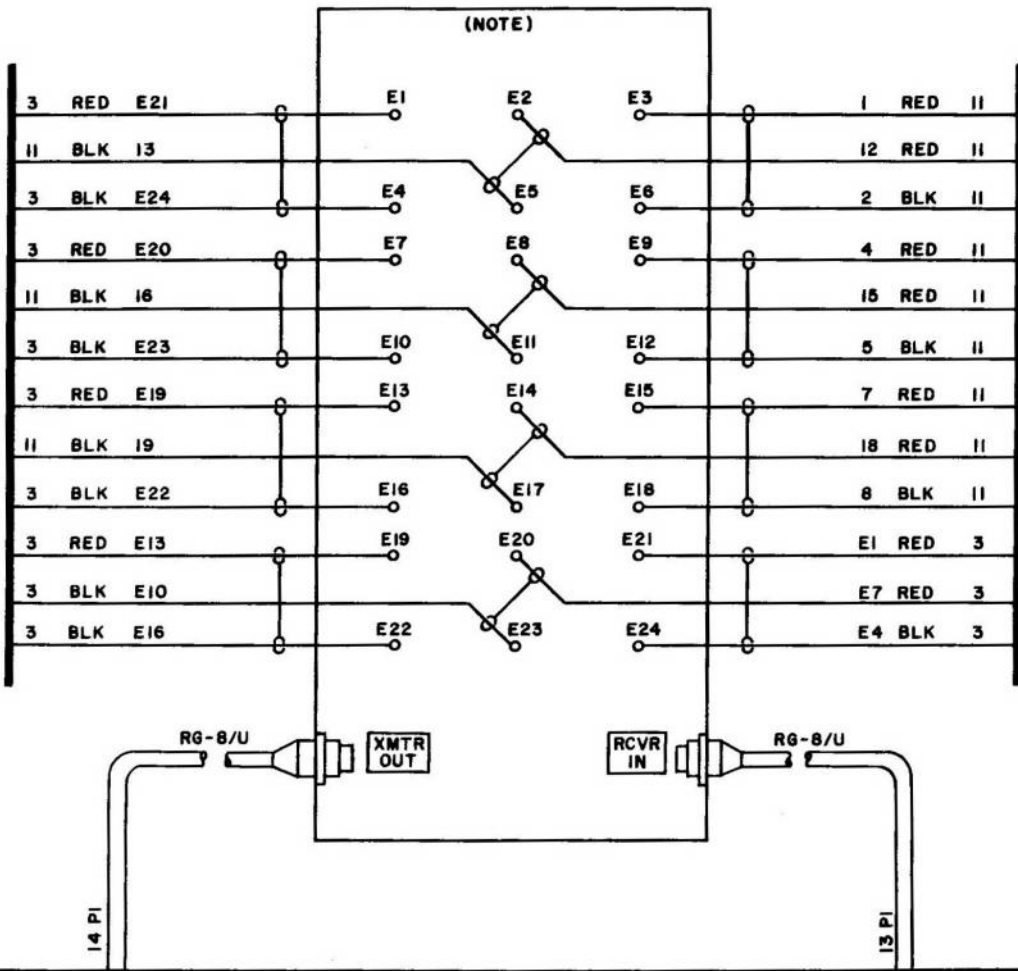 (NOTE)
3 RED E21 E1 E2 E3 1 RED 11
11 BLK 13 12 RED 11
3 BLK E24 E4 E5 E6 2 BLK 11
3 RED E20 E7 E8 E9 4 RED 11
11 BLK 16 15 RED 11
3 BLK E23 E10 E11 E12 5 BLK 11
3 RED E19 E13 E14 E15 7 RED 11
11 BLK 19 18 RED 11
3 BLK E22 E16 E17 E18 8 BLK 11
3 RED E13 E19 E20 E21 E1 RED 3
3 BLK E10 E7 RED 3
3 BLK E16 E22 E23 E24 E4 BLK 3
RG-8/U
XMTR
OUT
RCVR
IN
RG-8/U
14 P1
13 P1